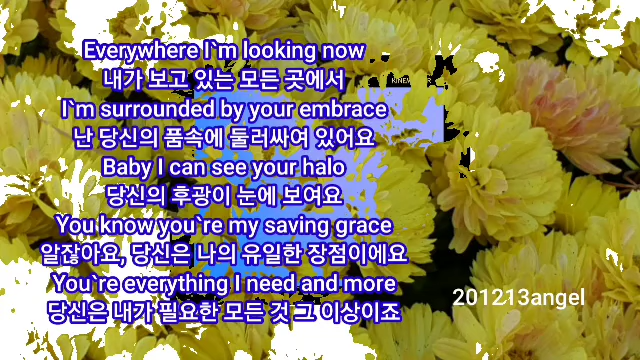 Everywhere I`m looking now
내가 보고 있는 모든 곳에서
I`m surrounded by your embrace
난 당신의 품속에 둘러싸여 있어요
Baby I can see your halo
당신의 후광이 눈에 보여요
You know you`re my saving grace
알잖아요, 당신은 나의 유일한 장점이에요
You`re everything I need and more
당신은 내가 필요한 모든 것 그 이상이죠
201213angel